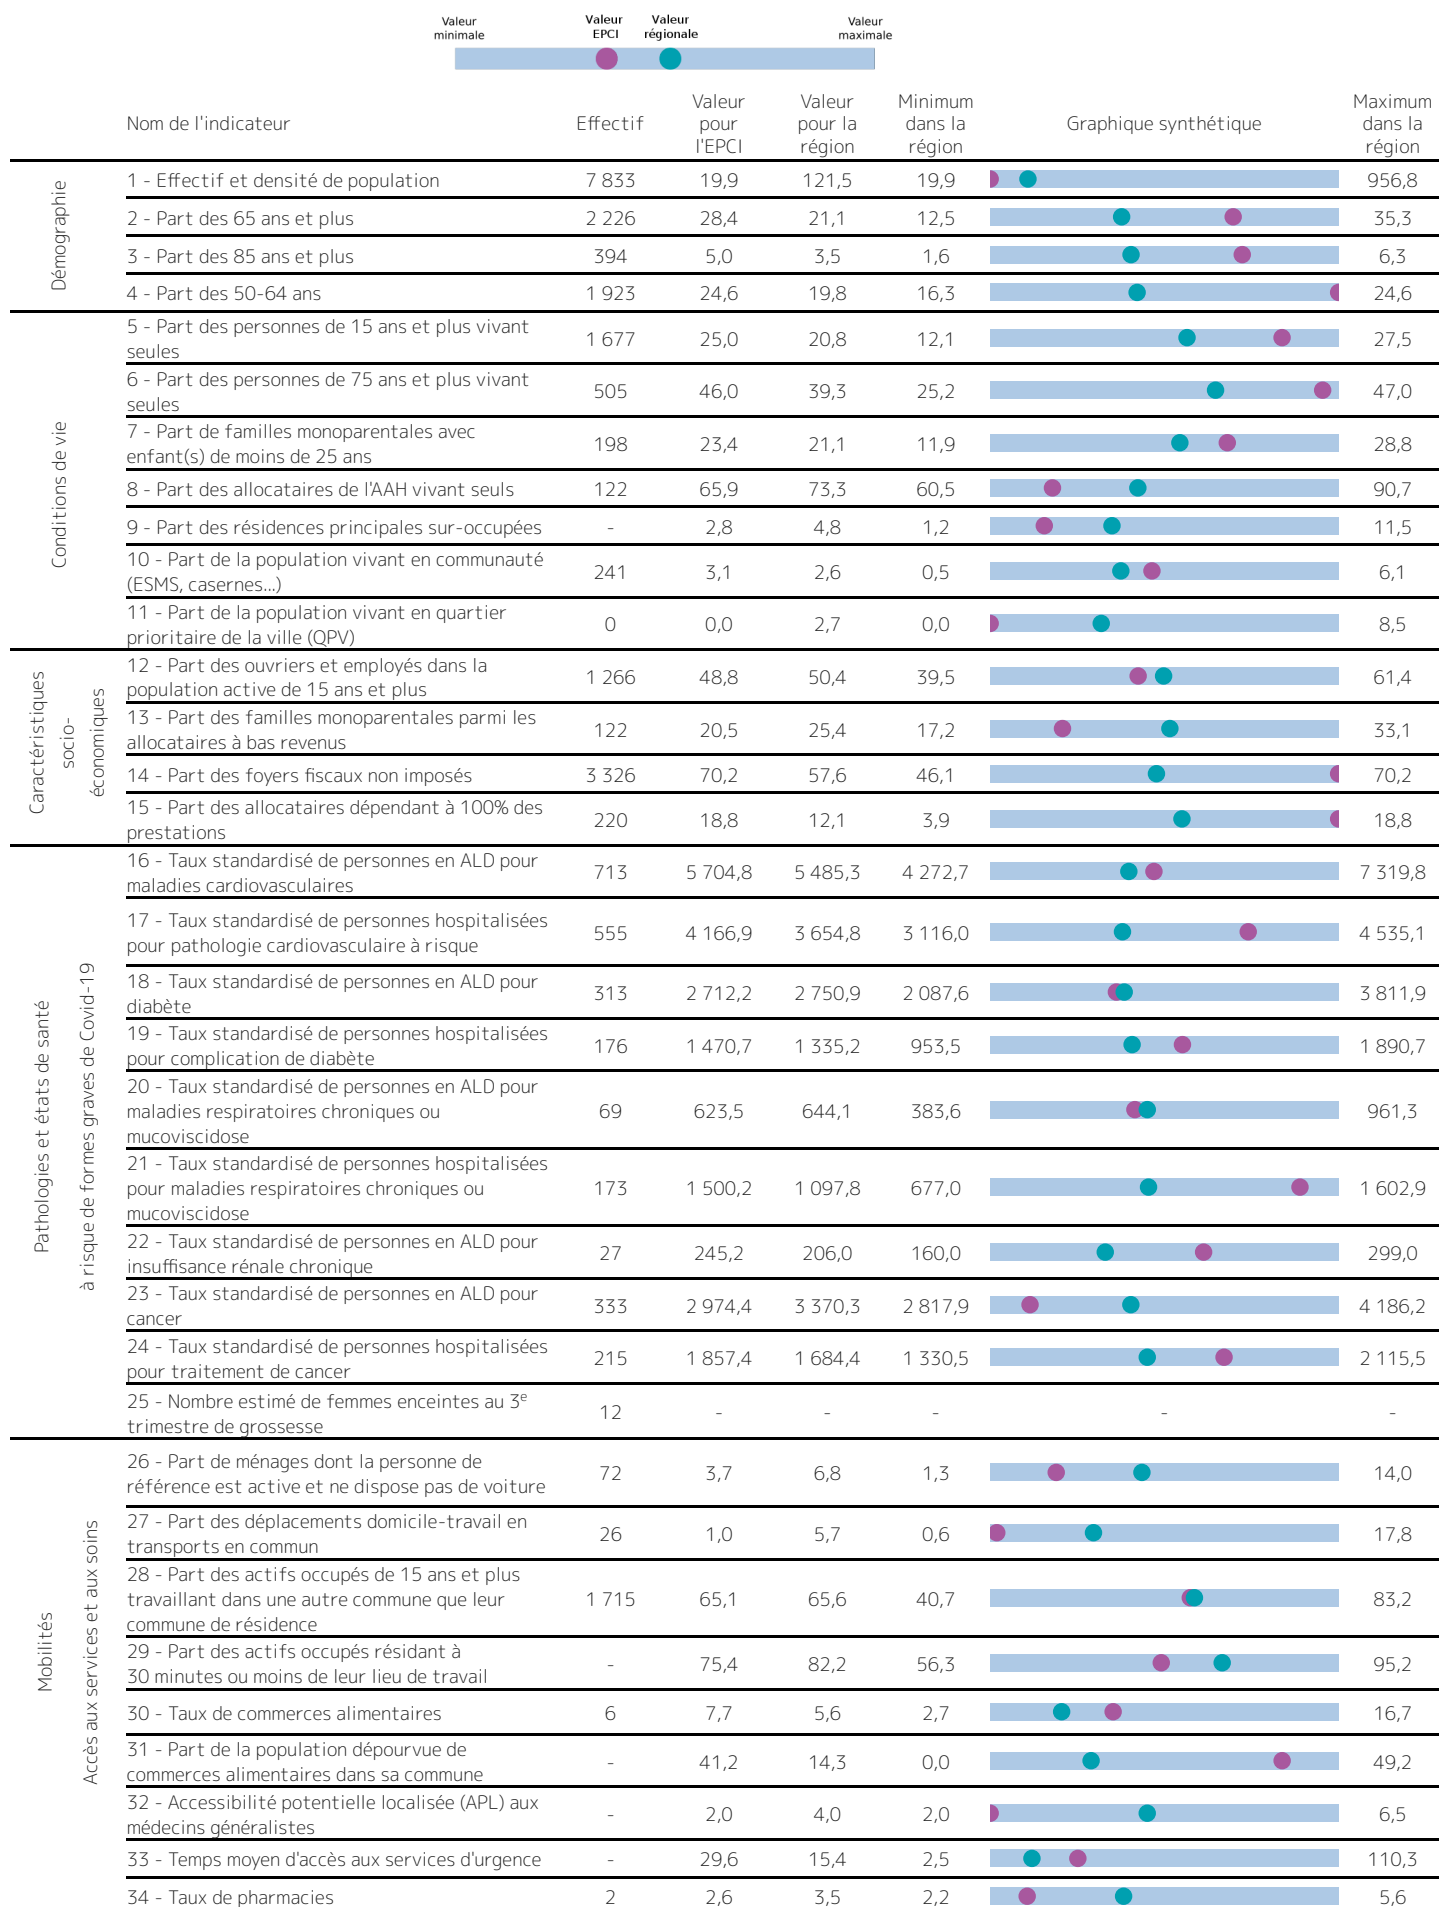 Valeur
minimale
Valeur
EPCI
Valeur
régionale
Valeur
maximale
Nom de l'indicateur
Effectif
Valeur
pour
l'EPCI
Valeur
pour la
région
Minimum
dans la
région
Graphique synthétique
Maximum
dans la
région
Démographie
1 - Effectif et densité de population 7 833 19,9 121,5 19,9 956,8
2 - Part des 65 ans et plus 2 226 28,4 21,1 12,5 35,3
3 - Part des 85 ans et plus 394 5,0 3,5 1,6 6,3
4 - Part des 50-64 ans 1 923 24,6 19,8 16,3 24,6
Conditions de vie
5 - Part des personnes de 15 ans et plus vivant
seules 1 677 25,0 20,8 12,1 27,5
6 - Part des personnes de 75 ans et plus vivant
seules 505 46,0 39,3 25,2 47,0
7 - Part de familles monoparentales avec
enfant(s) de moins de 25 ans 198 23,4 21,1 11,9 28,8
8 - Part des allocataires de l'AAH vivant seuls 122 65,9 73,3 60,5 90,7
9 - Part des résidences principales sur-occupées - 2,8 4,8 1,2 11,5
10 - Part de la population vivant en communauté
(ESMS, casernes...) 241 3,1 2,6 0,5 6,1
11 - Part de la population vivant en quartier
prioritaire de la ville (QPV) 0 0,0 2,7 0,0 8,5
Caractéristiques
socio-
économiques
12 - Part des ouvriers et employés dans la
population active de 15 ans et plus 1 266 48,8 50,4 39,5 61,4
13 - Part des familles monoparentales parmi les
allocataires à bas revenus 122 20,5 25,4 17,2 33,1
14 - Part des foyers fiscaux non imposés 3 326 70,2 57,6 46,1 70,2
15 - Part des allocataires dépendant à 100% des
prestations 220 18,8 12,1 3,9 18,8
Pathologies et états de santé
à risque de formes graves de Covid-19
16 - Taux standardisé de personnes en ALD pour
maladies cardiovasculaires 713 5 704,8 5 485,3 4 272,7 7 319,8
17 - Taux standardisé de personnes hospitalisées
pour pathologie cardiovasculaire à risque 555 4 166,9 3 654,8 3 116,0 4 535,1
18 - Taux standardisé de personnes en ALD pour
diabète 313 2 712,2 2 750,9 2 087,6 3 811,9
19 - Taux standardisé de personnes hospitalisées
pour complication de diabète 176 1 470,7 1 335,2 953,5 1 890,7
20 - Taux standardisé de personnes en ALD pour
maladies respiratoires chroniques ou
mucoviscidose 69 623,5 644,1 383,6 961,3
21 - Taux standardisé de personnes hospitalisées
pour maladies respiratoires chroniques ou
mucoviscidose 173 1 500,2 1 097,8 677,0 1 602,9
22 - Taux standardisé de personnes en ALD pour
insuffisance rénale chronique 27 245,2 206,0 160,0 299,0
23 - Taux standardisé de personnes en ALD pour
cancer 333 2 974,4 3 370,3 2 817,9 4 186,2
24 - Taux standardisé de personnes hospitalisées
pour traitement de cancer 215 1 857,4 1 684,4 1 330,5 2 115,5
25 - Nombre estimé de femmes enceintes au 3e
trimestre de grossesse 12 - - - - -
Mobilités
Accès aux services et aux soins
26 - Part de ménages dont la personne de
référence est active et ne dispose pas de voiture 72 3,7 6,8 1,3 14,0
27 - Part des déplacements domicile-travail en
transports en commun 26 1,0 5,7 0,6 17,8
28 - Part des actifs occupés de 15 ans et plus
travaillant dans une autre commune que leur
commune de résidence 1 715 65,1 65,6 40,7 83,2
29 - Part des actifs occupés résidant à
30 minutes ou moins de leur lieu de travail - 75,4 82,2 56,3 95,2
30 - Taux de commerces alimentaires 6 7,7 5,6 2,7 16,7
31 - Part de la population dépourvue de
commerces alimentaires dans sa commune - 41,2 14,3 0,0 49,2
32 - Accessibilité potentielle localisée (APL) aux
médecins généralistes - 2,0 4,0 2,0 6,5
33 - Temps moyen d'accès aux services d'urgence - 29,6 15,4 2,5 110,3
34 - Taux de pharmacies 2 2,6 3,5 2,2 5,6